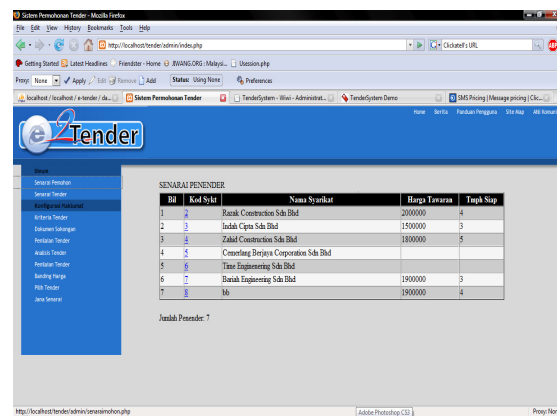 Sistem Permohonan Tender - Mozilla Firefox
File Edit View History Bookmarks Tools Help
http://localhost/tender/admin/index.php
Clickatell's URL
Getting Started Latest Headlines Friendster - Home JIWANG.ORG | Malaysi... Usession.php
Proxy: None Apply Edit Remove Add Status: Using None Preferences
localhost / localhost / e-tender / da...
Sistem Permohonan Tender
TenderSystem - Wiwi - Administrat...
TenderSystem Demo
SMS Pricing | Message pricing | Clic...
Home Berita Panduan Pengguna Site Map Ahli Koman
e-Tender
Umum
Senarai Pemohon
Senarai Tender
Konfigurasi Maklumat
Kriteria Tender
Dokumen Sokongan
Penilaian Tender
Analisis Tender
Penilaian Tender
Banding Harga
Pilih Tender
Jana Senarai
SENARAI PENENDER
Bil Kod Sykt Nama Syarikat Harga Tawaran Tmph Siap
1 2 Razak Construction Sdn Bhd 2000000 4
2 3 Indah Cipta Sdn Bhd 1500000 3
3 4 Zahid Construction Sdn Bhd 1800000 5
4 5 Cemerlang Berjaya Corporation Sdn Bhd
5 6 Time Enginenering Sdn Bhd
6 7 Bariah Engineering Sdn Bhd 1900000 3
7 8 bb 1900000 4
Jumlah Penender: 7
http://localhost/tender/admin/senaraimohon.php
Adobe Photoshop CS3
Proxy: Non